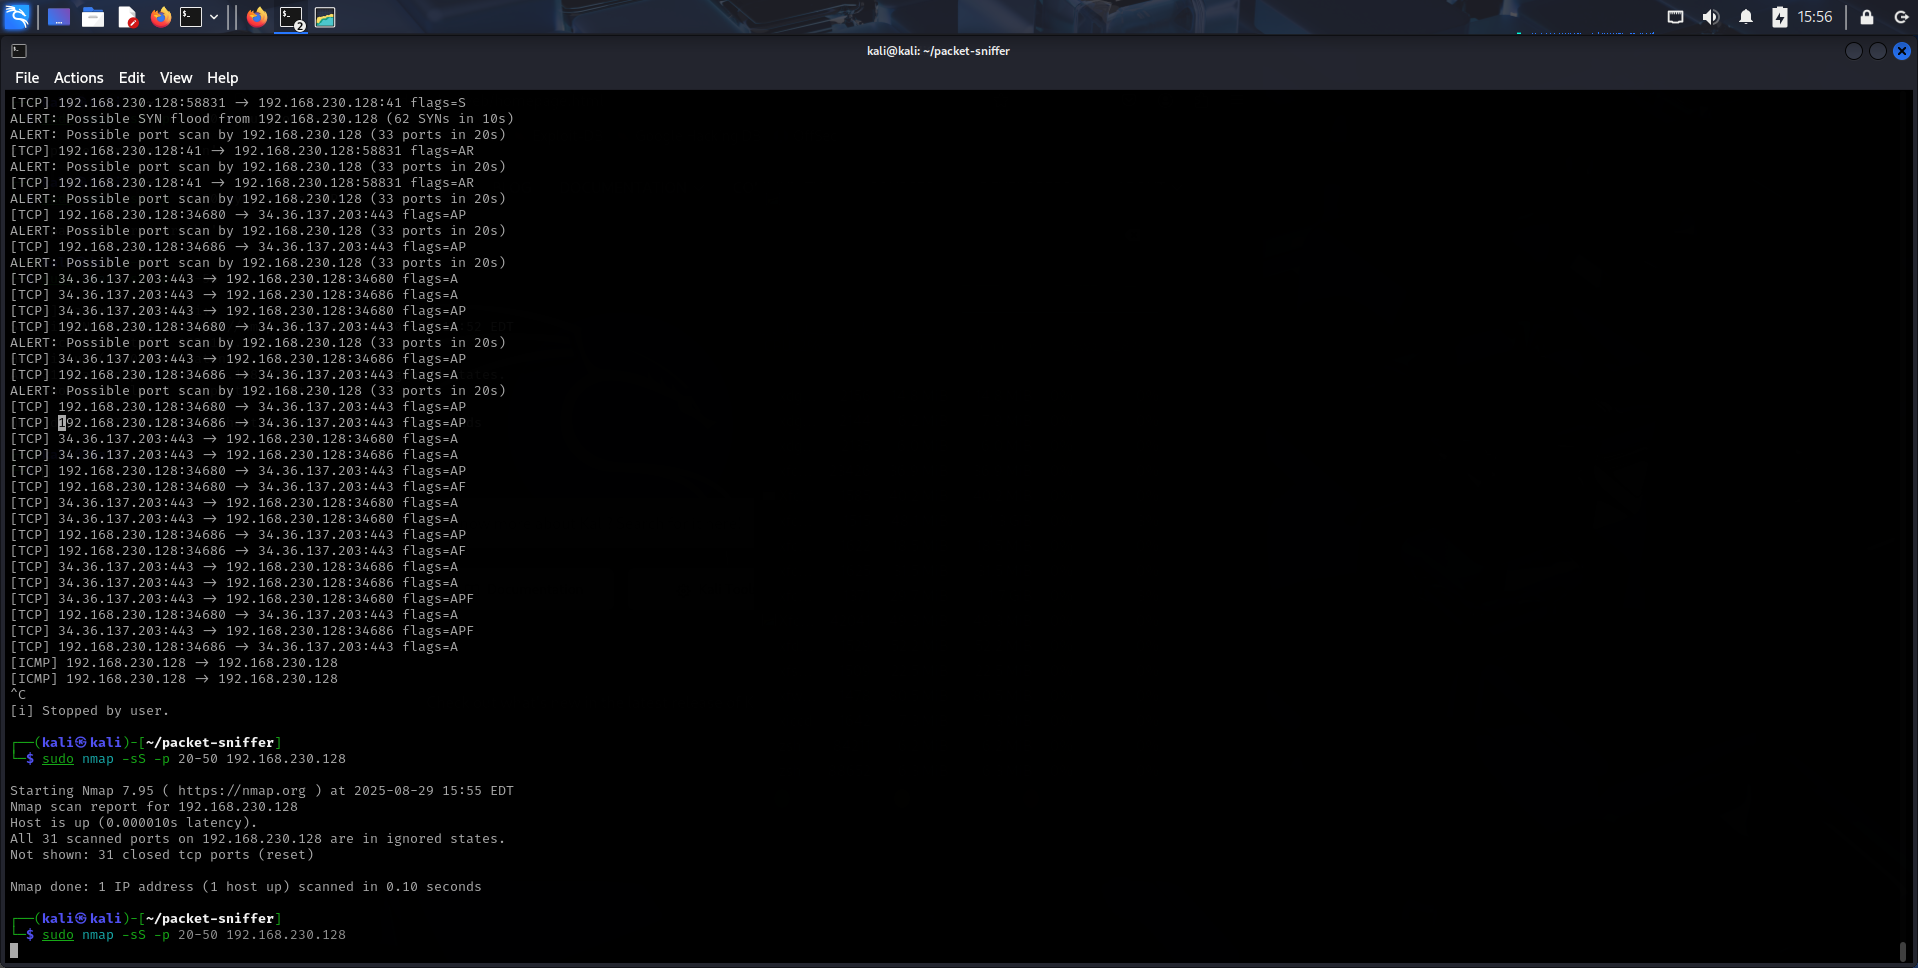 15:56
kali@kali: ~/packet-sniffer
File Actions Edit View Help
[TCP] 192.168.230.128:58831 → 192.168.230.128:41 flags=S
ALERT: Possible SYN flood from 192.168.230.128 (62 SYNs in 10s)
ALERT: Possible port scan by 192.168.230.128 (33 ports in 20s)
[TCP] 192.168.230.128:41 → 192.168.230.128:58831 flags=AR
ALERT: Possible port scan by 192.168.230.128 (33 ports in 20s)
[TCP] 192.168.230.128:41 → 192.168.230.128:58831 flags=AR
ALERT: Possible port scan by 192.168.230.128 (33 ports in 20s)
[TCP] 192.168.230.128:34680 → 34.36.137.203:443 flags=AP
ALERT: Possible port scan by 192.168.230.128 (33 ports in 20s)
[TCP] 192.168.230.128:34686 → 34.36.137.203:443 flags=AP
ALERT: Possible port scan by 192.168.230.128 (33 ports in 20s)
[TCP] 34.36.137.203:443 → 192.168.230.128:34680 flags=A
[TCP] 34.36.137.203:443 → 192.168.230.128:34686 flags=A
[TCP] 34.36.137.203:443 → 192.168.230.128:34680 flags=AP
[TCP] 192.168.230.128:34680 → 34.36.137.203:443 flags=A
ALERT: Possible port scan by 192.168.230.128 (33 ports in 20s)
[TCP] 34.36.137.203:443 → 192.168.230.128:34686 flags=AP
[TCP] 192.168.230.128:34686 → 34.36.137.203:443 flags=A
ALERT: Possible port scan by 192.168.230.128 (33 ports in 20s)
[TCP] 192.168.230.128:34680 → 34.36.137.203:443 flags=AP
[TCP] 192.168.230.128:34686 → 34.36.137.203:443 flags=AP
[TCP] 34.36.137.203:443 → 192.168.230.128:34680 flags=A
[TCP] 34.36.137.203:443 → 192.168.230.128:34686 flags=A
[TCP] 192.168.230.128:34680 → 34.36.137.203:443 flags=AP
[TCP] 192.168.230.128:34680 → 34.36.137.203:443 flags=AF
[TCP] 34.36.137.203:443 → 192.168.230.128:34680 flags=A
[TCP] 34.36.137.203:443 → 192.168.230.128:34680 flags=A
[TCP] 192.168.230.128:34686 → 34.36.137.203:443 flags=AP
[TCP] 192.168.230.128:34686 → 34.36.137.203:443 flags=AF
[TCP] 34.36.137.203:443 → 192.168.230.128:34686 flags=A
[TCP] 34.36.137.203:443 → 192.168.230.128:34686 flags=A
[TCP] 34.36.137.203:443 → 192.168.230.128:34680 flags=APF
[TCP] 192.168.230.128:34680 → 34.36.137.203:443 flags=A
[TCP] 34.36.137.203:443 → 192.168.230.128:34686 flags=APF
[TCP] 192.168.230.128:34686 → 34.36.137.203:443 flags=A
[ICMP] 192.168.230.128 → 192.168.230.128
[ICMP] 192.168.230.128 → 192.168.230.128
^C
[i] Stopped by user.
┌──(kali㉿kali)-[~/packet-sniffer]
└─$ sudo nmap -sS -p 20-50 192.168.230.128
Starting Nmap 7.95 ( https://nmap.org ) at 2025-08-29 15:55 EDT
Nmap scan report for 192.168.230.128
Host is up (0.000010s latency).
All 31 scanned ports on 192.168.230.128 are in ignored states.
Not shown: 31 closed tcp ports (reset)
Nmap done: 1 IP address (1 host up) scanned in 0.10 seconds
┌──(kali㉿kali)-[~/packet-sniffer]
└─$ sudo nmap -sS -p 20-50 192.168.230.128